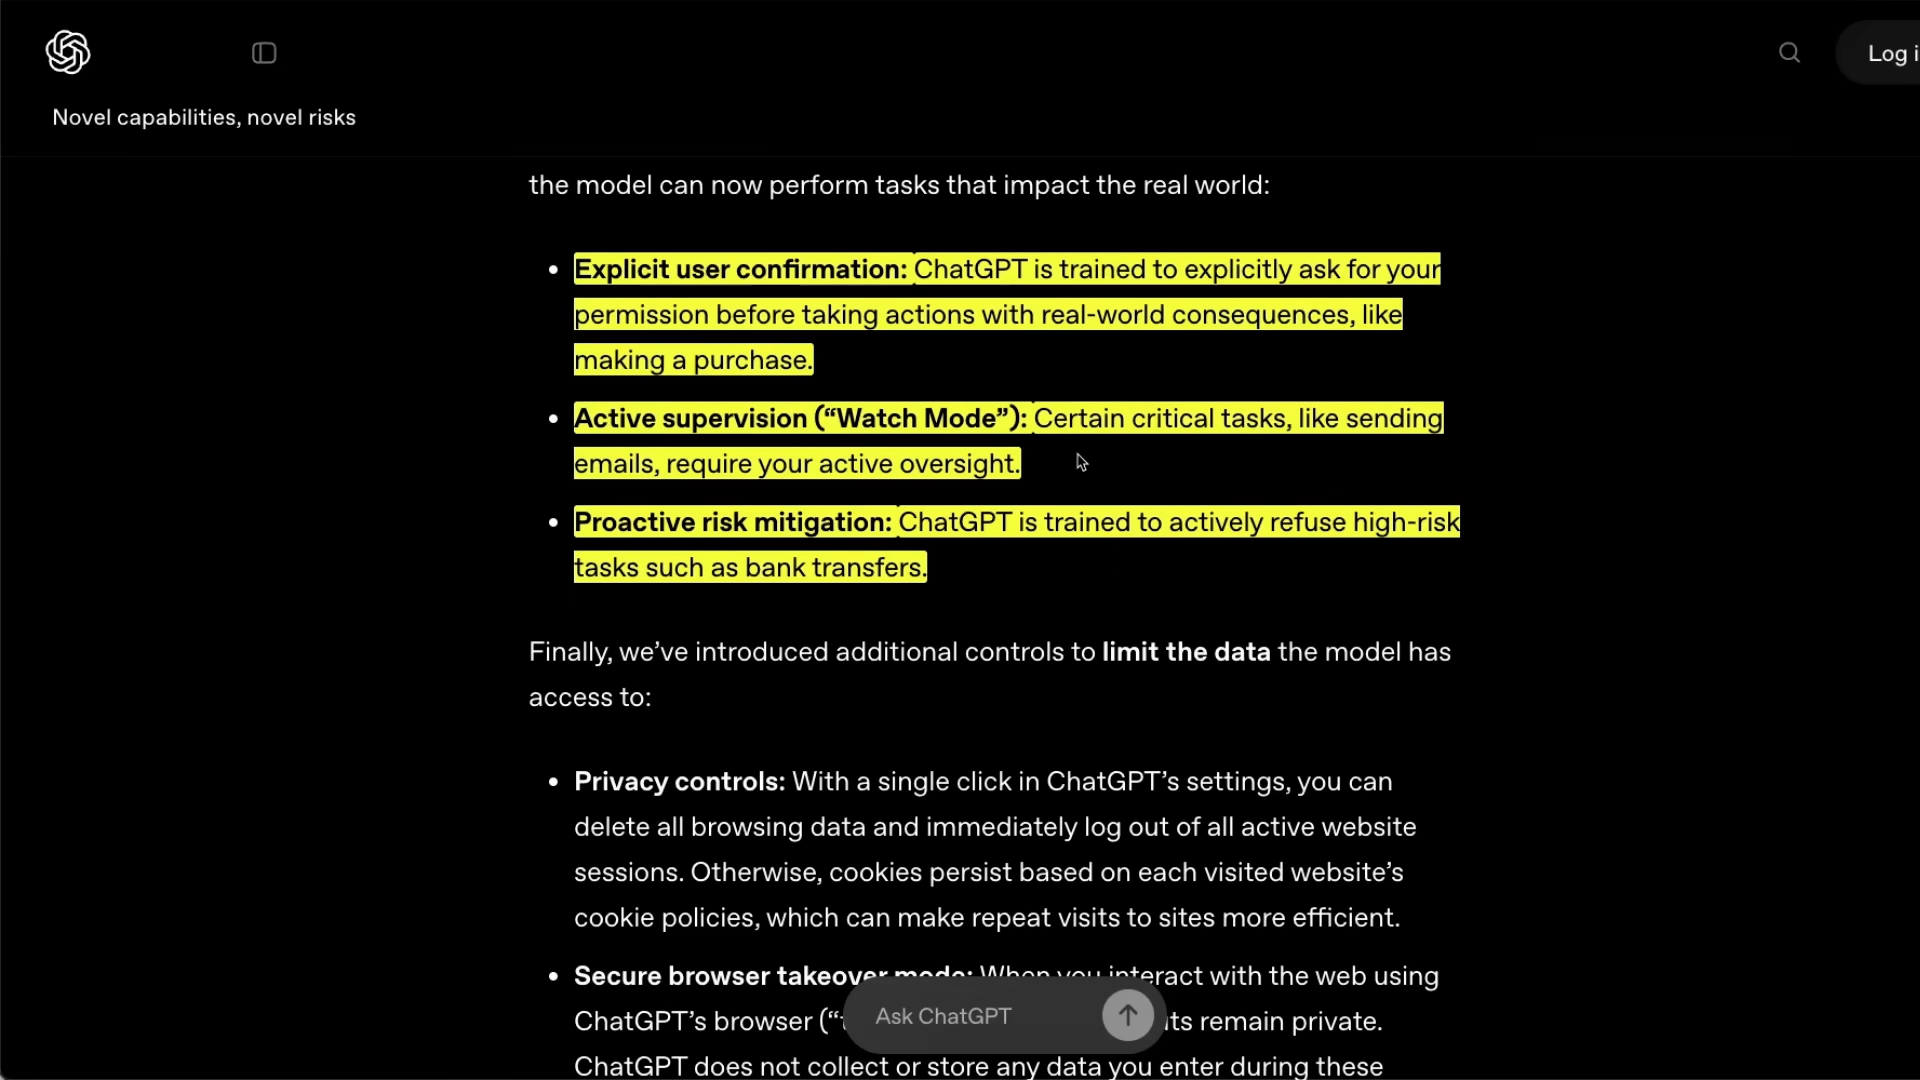 Log i
Novel capabilities, novel risks
the model can now perform tasks that impact the real world:
• Explicit user confirmation: ChatGPT is trained to explicitly ask for your
permission before taking actions with real-world consequences, like
making a purchase.
• Active supervision (“Watch Mode”): Certain critical tasks, like sending
emails, require your active oversight.
• Proactive risk mitigation: ChatGPT is trained to actively refuse high-risk
tasks such as bank transfers.
Finally, we’ve introduced additional controls to limit the data the model has
access to:
• Privacy controls: With a single click in ChatGPT’s settings, you can
delete all browsing data and immediately log out of all active website
sessions. Otherwise, cookies persist based on each visited website’s
cookie policies, which can make repeat visits to sites more efficient.
• Secure browser takeover mode: When you interact with the web using
ChatGPT’s browser (“ ts remain private.
Ask ChatGPT
ChatGPT does not collect or store any data you enter during these